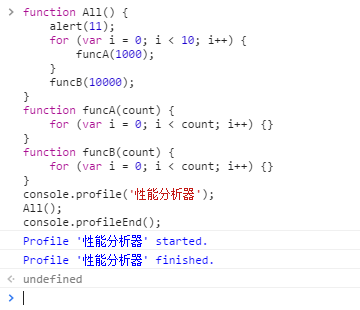 function All() {
    alert(11);
    for (var i = 0; i < 10; i++) {
        funcA(1000);
    }
    funcB(10000);
}
function funcA(count) {
    for (var i = 0; i < count; i++) {}
}
function funcB(count) {
    for (var i = 0; i < count; i++) {}
}
console.profile('性能分析器');
All();
console.profileEnd();
Profile '性能分析器' started.
Profile '性能分析器' finished.
undefined